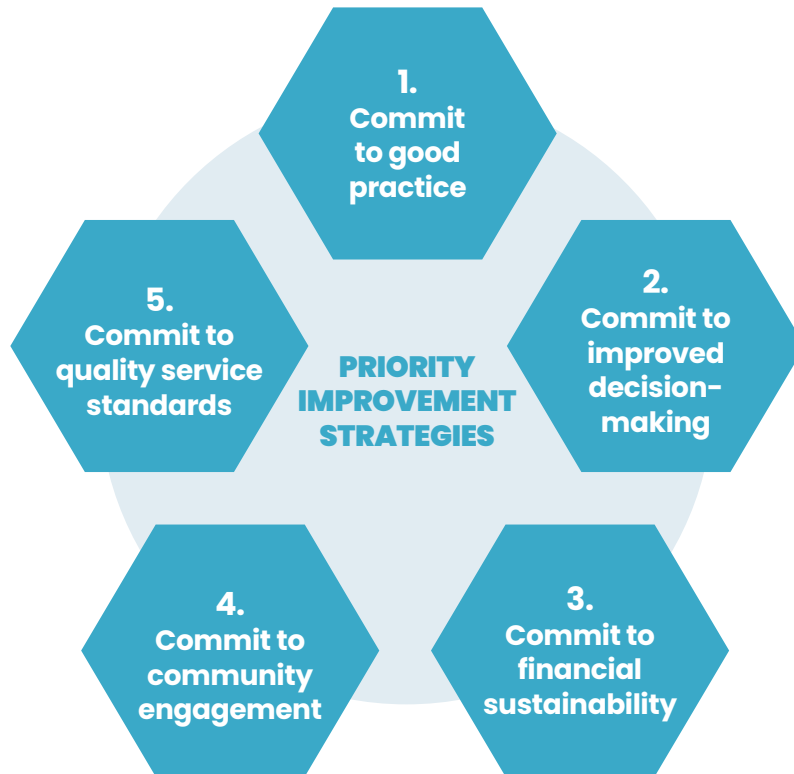 1.
Commit
to good
practice
2.
Commit to
improved
decision-
making
3.
Commit to
financial
sustainability
4.
Commit to
community
engagement
5.
Commit to
quality service
standards
PRIORITY
IMPROVEMENT
STRATEGIES